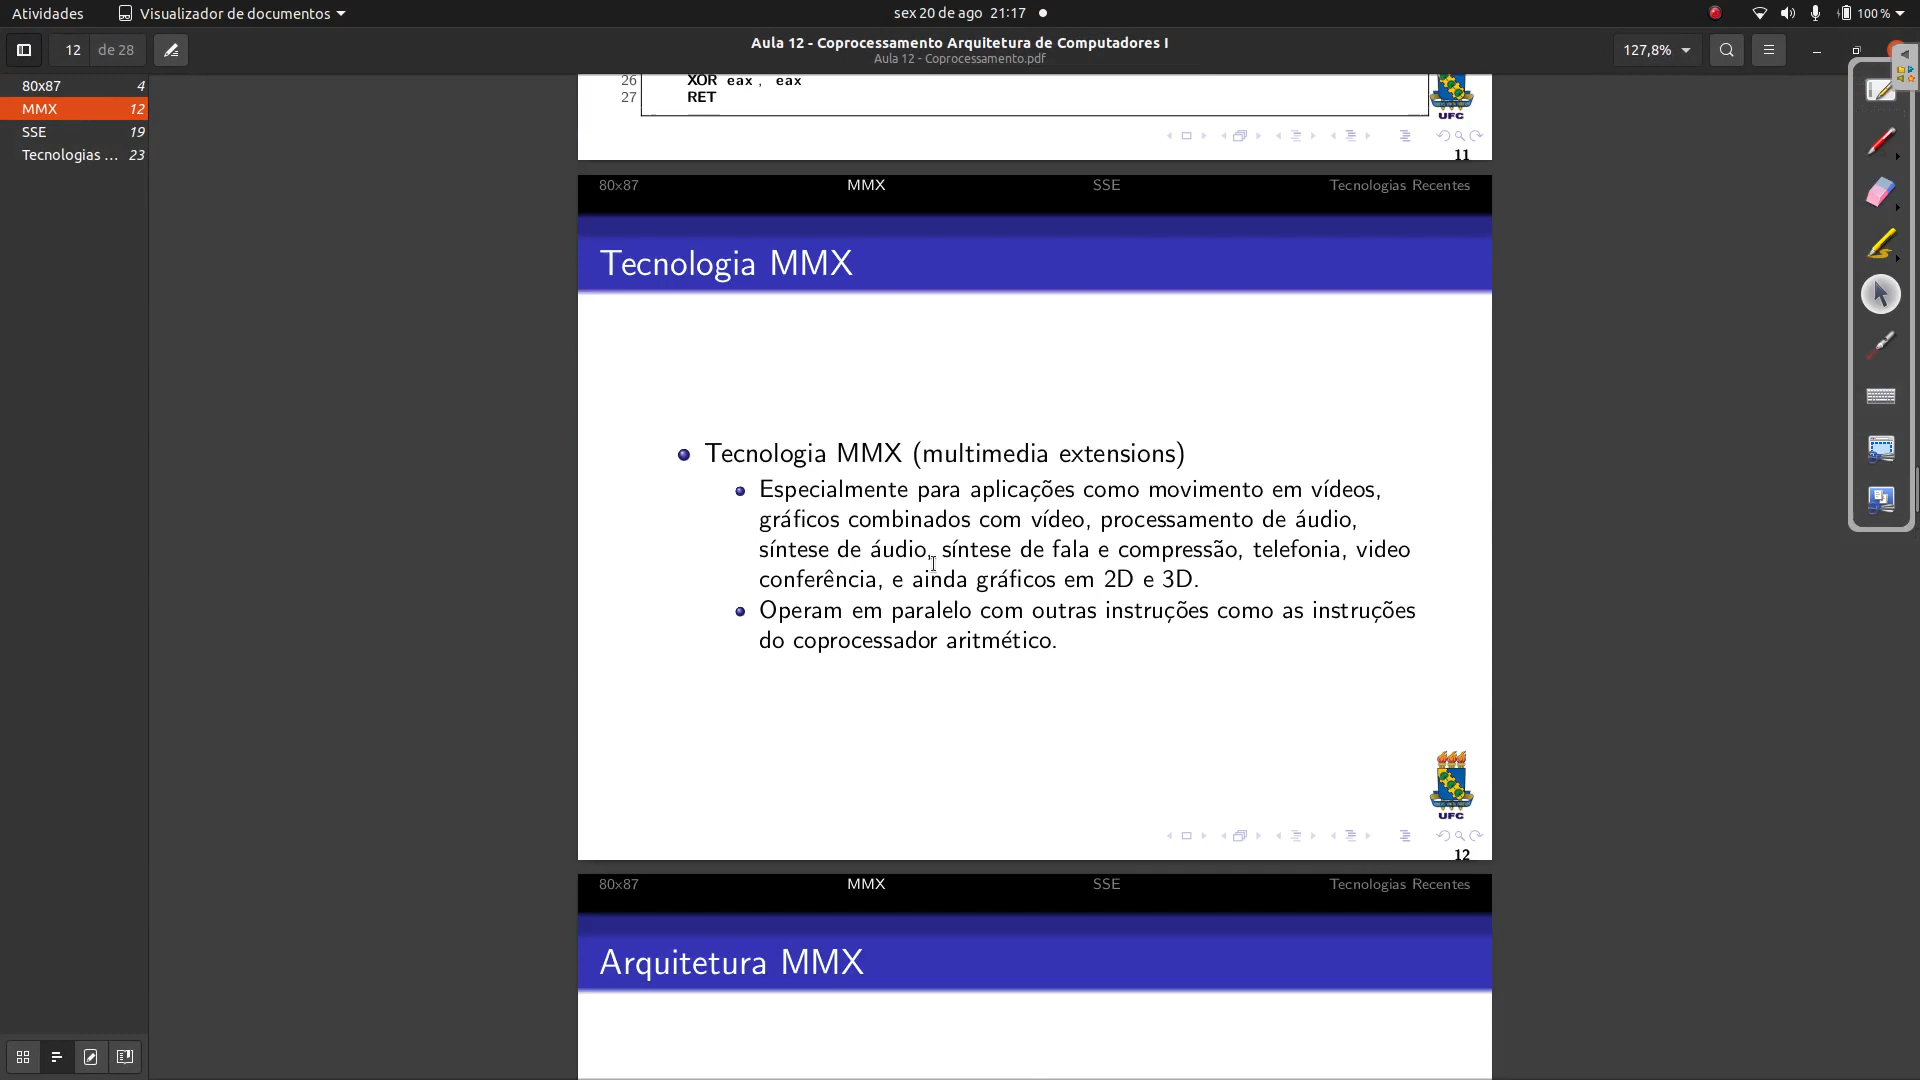 Atividades
Visualizador de documentos
sex 20 de ago 21:17
100 %
12
de 28
Aula 12 - Coprocessamento Arquitetura de Computadores I
Aula 12 - Coprocessamento.pdf
127,8%
80x87 4
MMX 12
SSE 19
Tecnologias ... 23
26 XOR eax , eax
27 RET
UFC
11
80x87 MMX SSE Tecnologias Recentes
Tecnologia MMX
Tecnologia MMX (multimedia extensions)
Especialmente para aplicações como movimento em vídeos,
gráficos combinados com vídeo, processamento de áudio,
síntese de áudio, síntese de fala e compressão, telefonia, video
conferência, e ainda gráficos em 2D e 3D.
Operam em paralelo com outras instruções como as instruções
do coprocessador aritmético.
UFC
12
80x87 MMX SSE Tecnologias Recentes
Arquitetura MMX